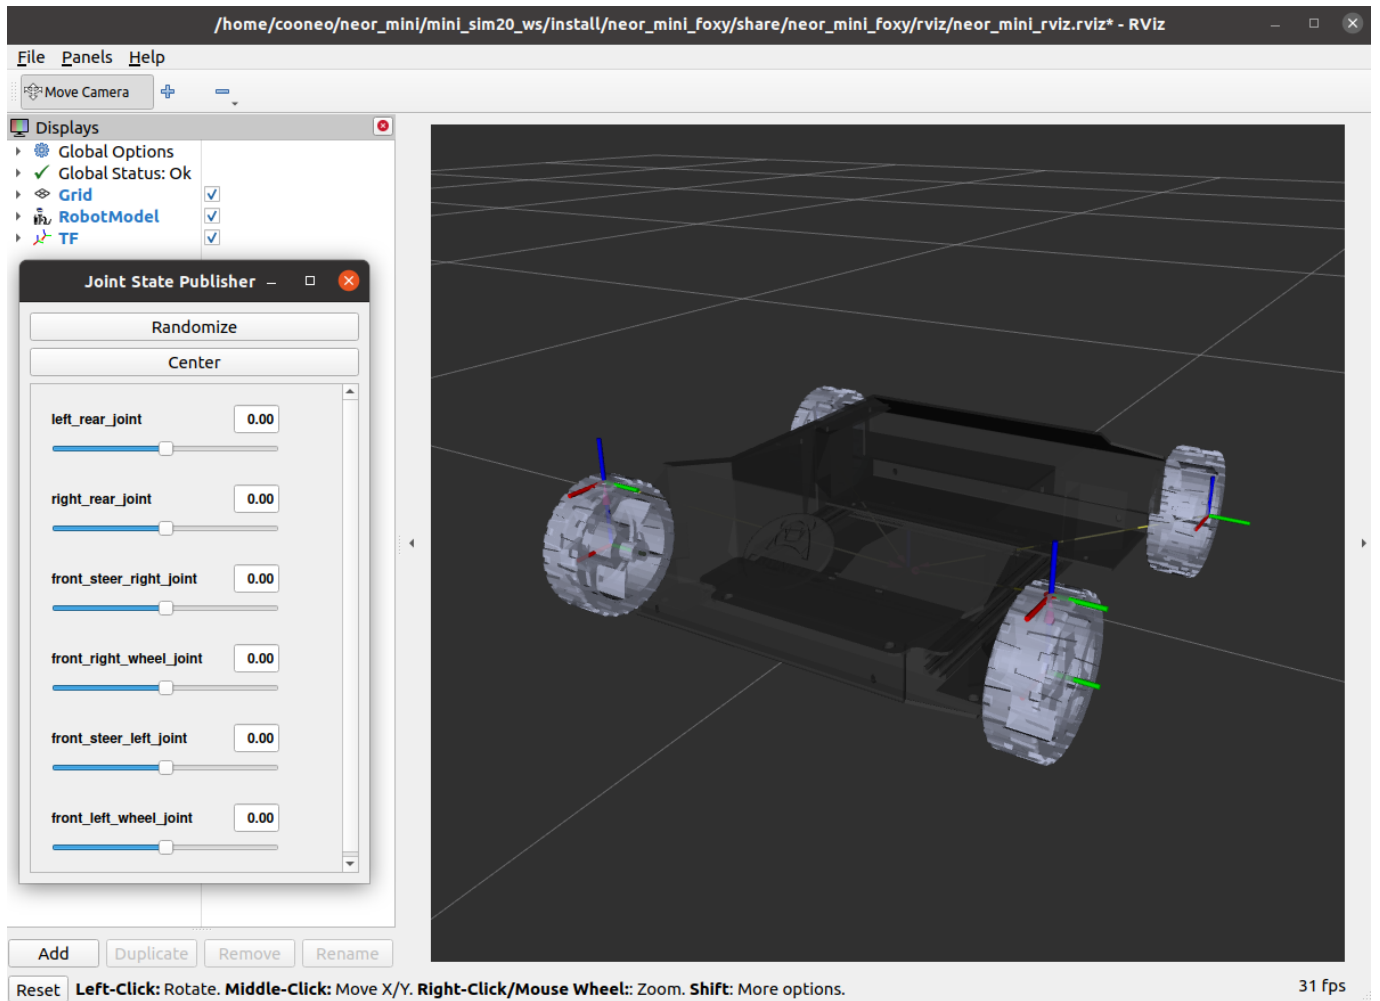 /home/cooneo/neor_mini/mini_sim20_ws/install/neor_mini_foxy/share/neor_mini_foxy/rviz/neor_mini_rviz.rviz* - RViz
File Panels Help
Move Camera
Displays
Global Options
Global Status: Ok
Grid
RobotModel
TF
Joint State Publisher
Randomize
Center
left_rear_joint 0.00
right_rear_joint 0.00
front_steer_right_joint 0.00
front_right_wheel_joint 0.00
front_steer_left_joint 0.00
front_left_wheel_joint 0.00
Add Duplicate Remove Rename
Reset Left-Click: Rotate. Middle-Click: Move X/Y. Right-Click/Mouse Wheel:: Zoom. Shift: More options. 31 fps